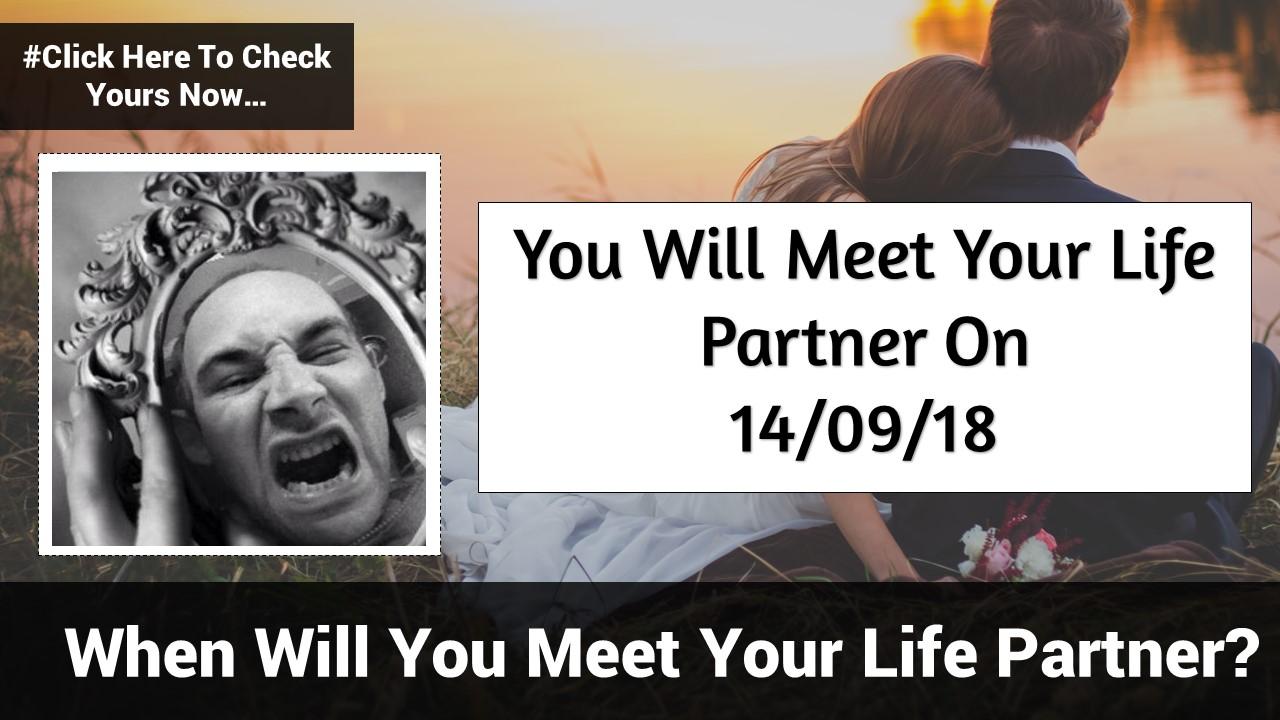 #Click Here To Check
Yours Now...
You Will Meet Your Life
Partner On
14/09/18
When Will You Meet Your Life Partner?